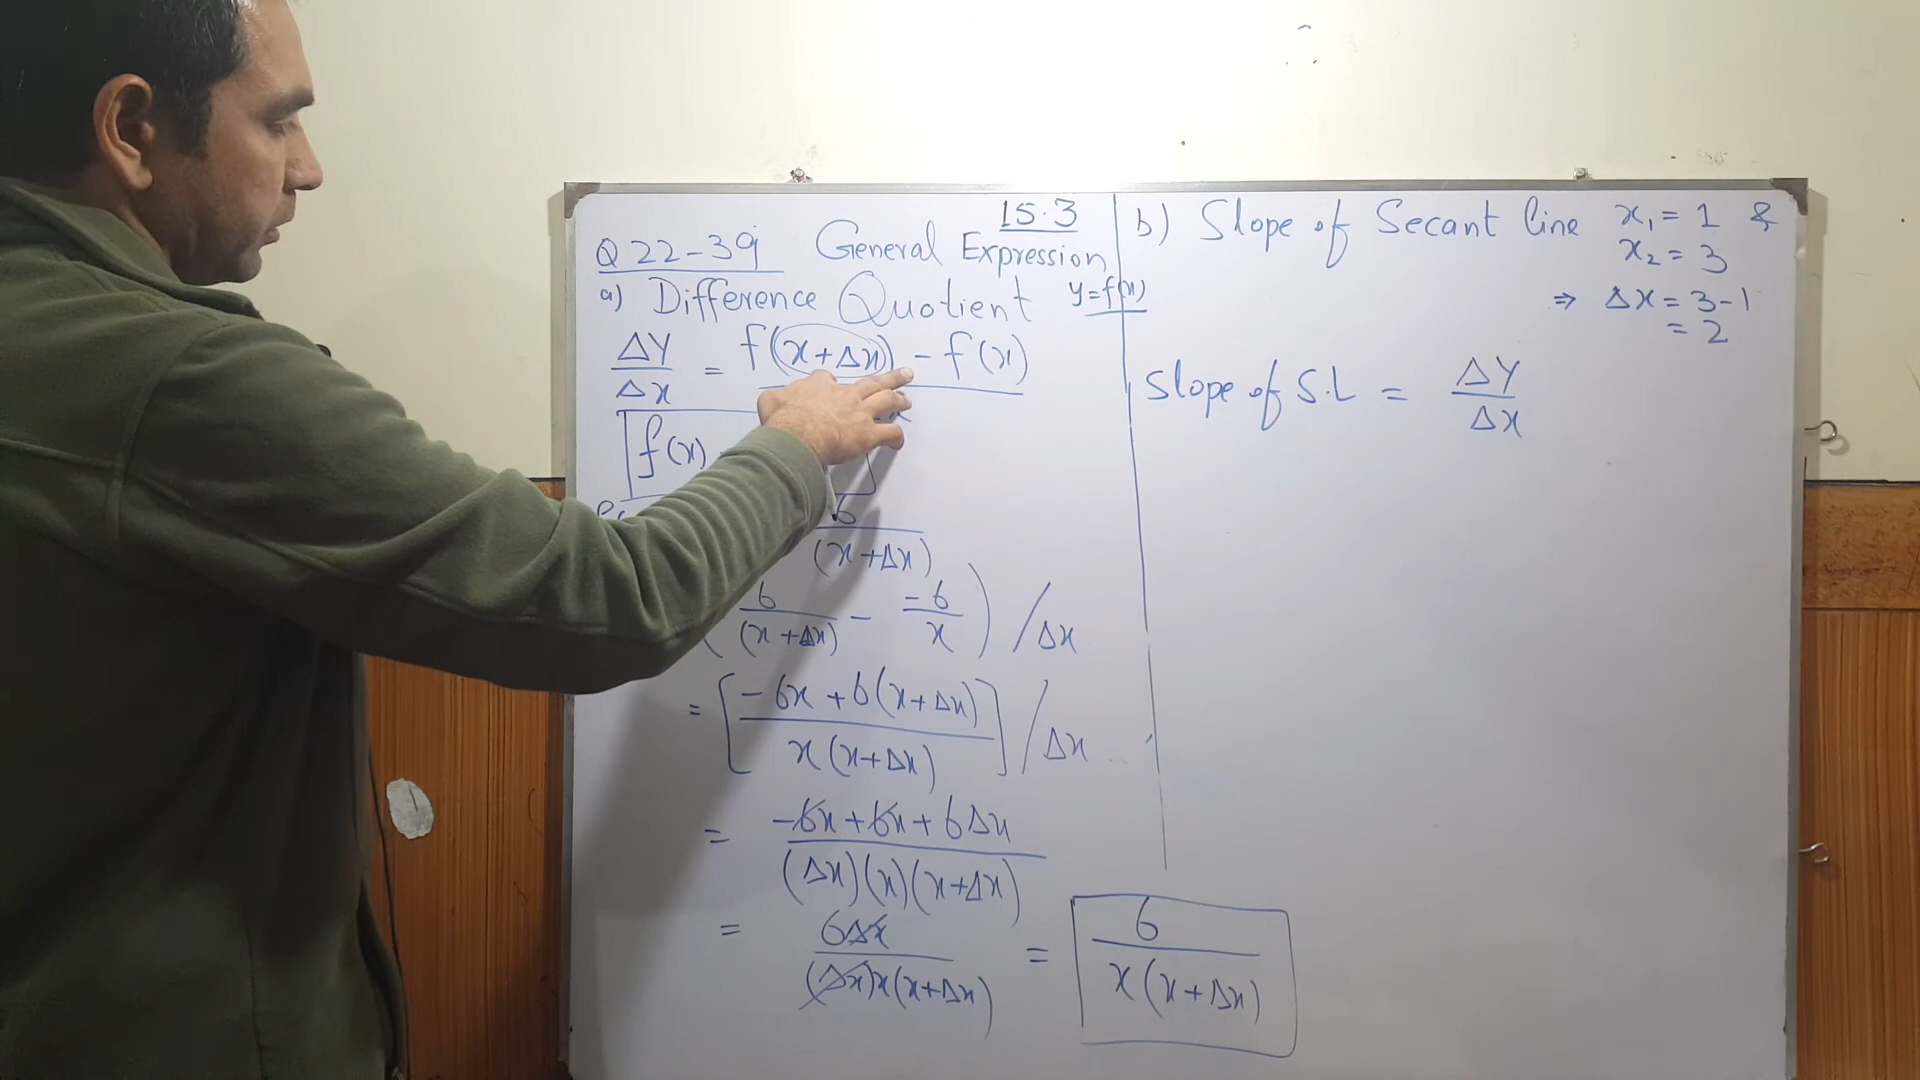 15.3
Q 22-39 General Expression
a) Difference Quotient y=f(x)
ΔY/Δx = f(x+Δx) - f(x)
f(x)
6
(x+Δx)
6/(x+Δx) - -6/x ) / Δx
= [ -6x+6(x+Δx) / x(x+Δx) ] / Δx
= -6x+6x+6Δx / (Δx)(x)(x+Δx)
= 6Δx / (Δx)x(x+Δx) = 6 / x(x+Δx)
b) Slope of Secant line x₁ = 1 &
x₂ = 3
⇒ Δx = 3-1
= 2
Slope of S.L = ΔY/Δx